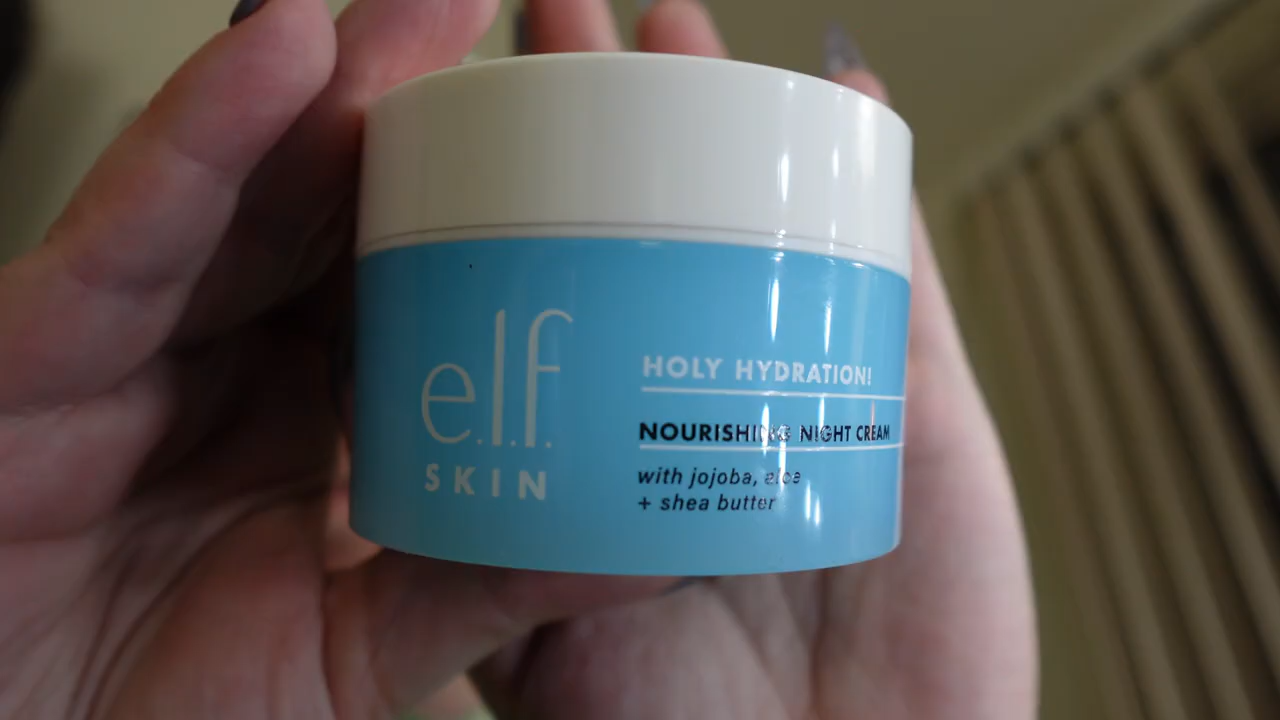 e.l.f.
SKIN
HOLY HYDRATION!
NOURISHING NIGHT CREAM
with jojoba, aloe
+ shea butter